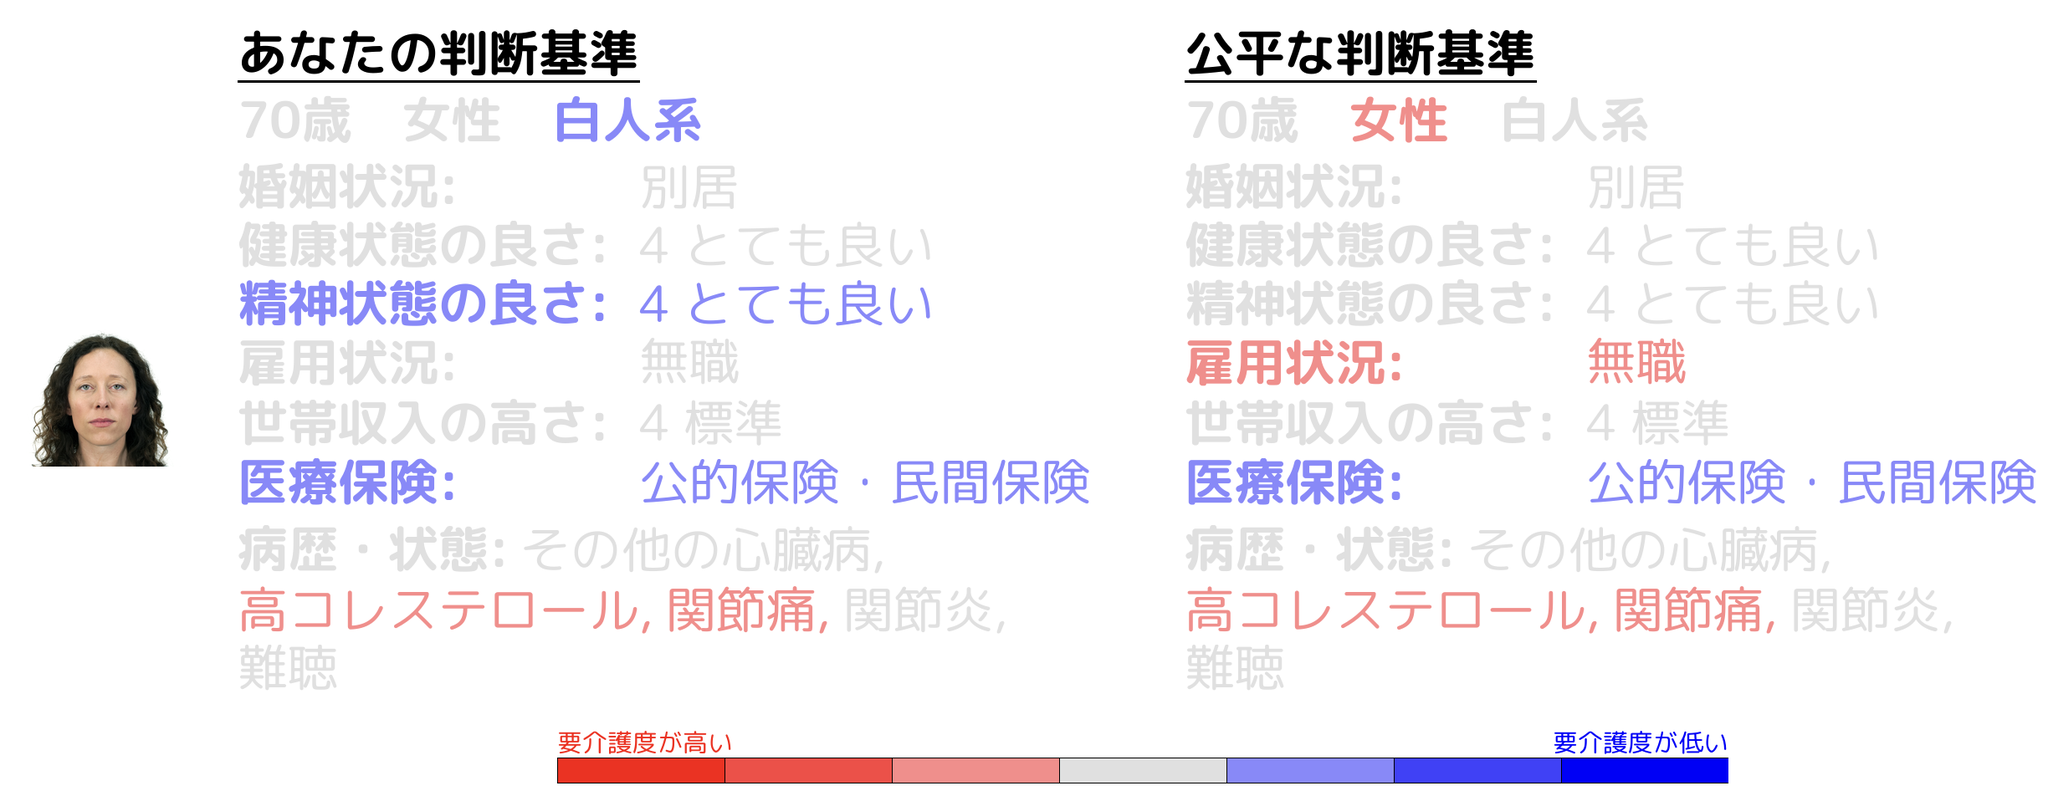 あなたの判断基準
70歳 女性 白人系
婚姻状況: 別居
健康状態の良さ: 4 とても良い
精神状態の良さ: 4 とても良い
雇用状況: 無職
世帯収入の高さ: 4 標準
医療保険: 公的保険・民間保険
病歴・状態: その他の心臓病,
高コレステロール, 関節痛, 関節炎,
難聴
公平な判断基準
70歳 女性 白人系
婚姻状況: 別居
健康状態の良さ: 4 とても良い
精神状態の良さ: 4 とても良い
雇用状況: 無職
世帯収入の高さ: 4 標準
医療保険: 公的保険・民間保険
病歴・状態: その他の心臓病,
高コレステロール, 関節痛, 関節炎,
難聴
要介護度が高い
要介護度が低い